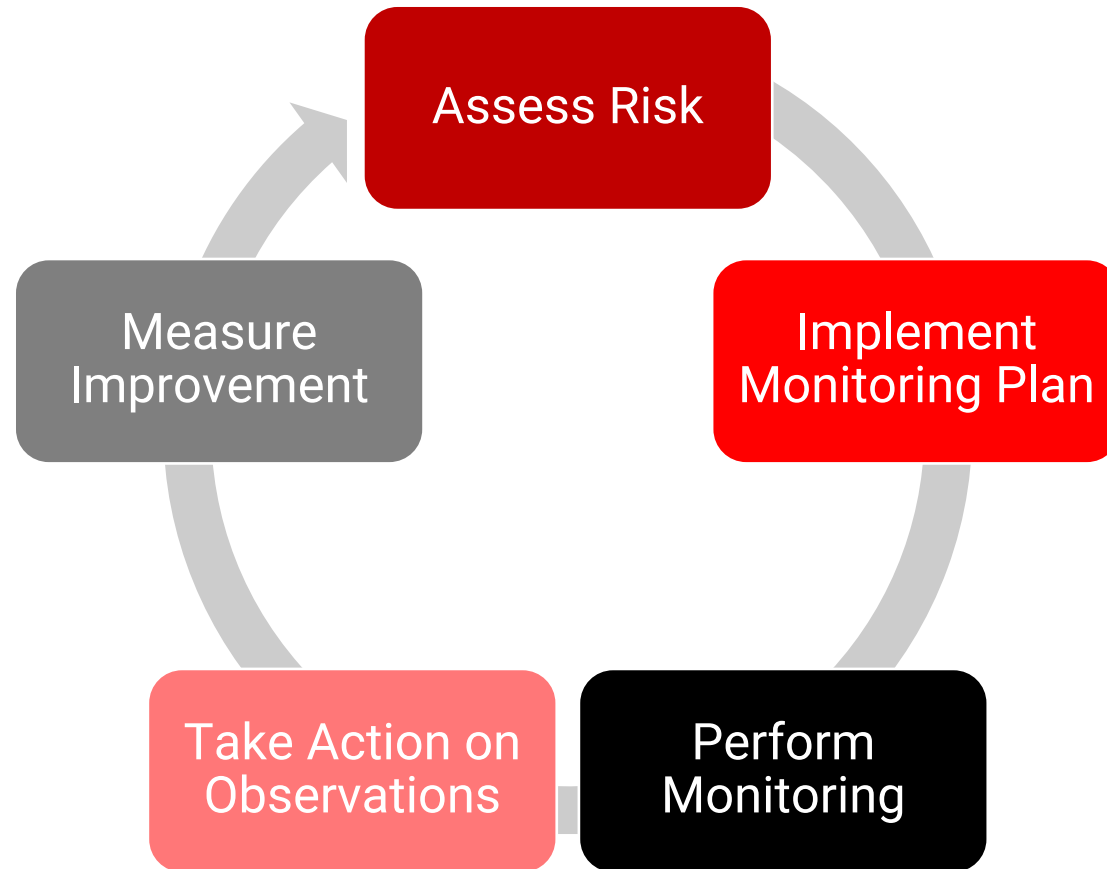 Assess Risk
Implement
Monitoring Plan
Perform
Monitoring
Take Action on
Observations
Measure
Improvement